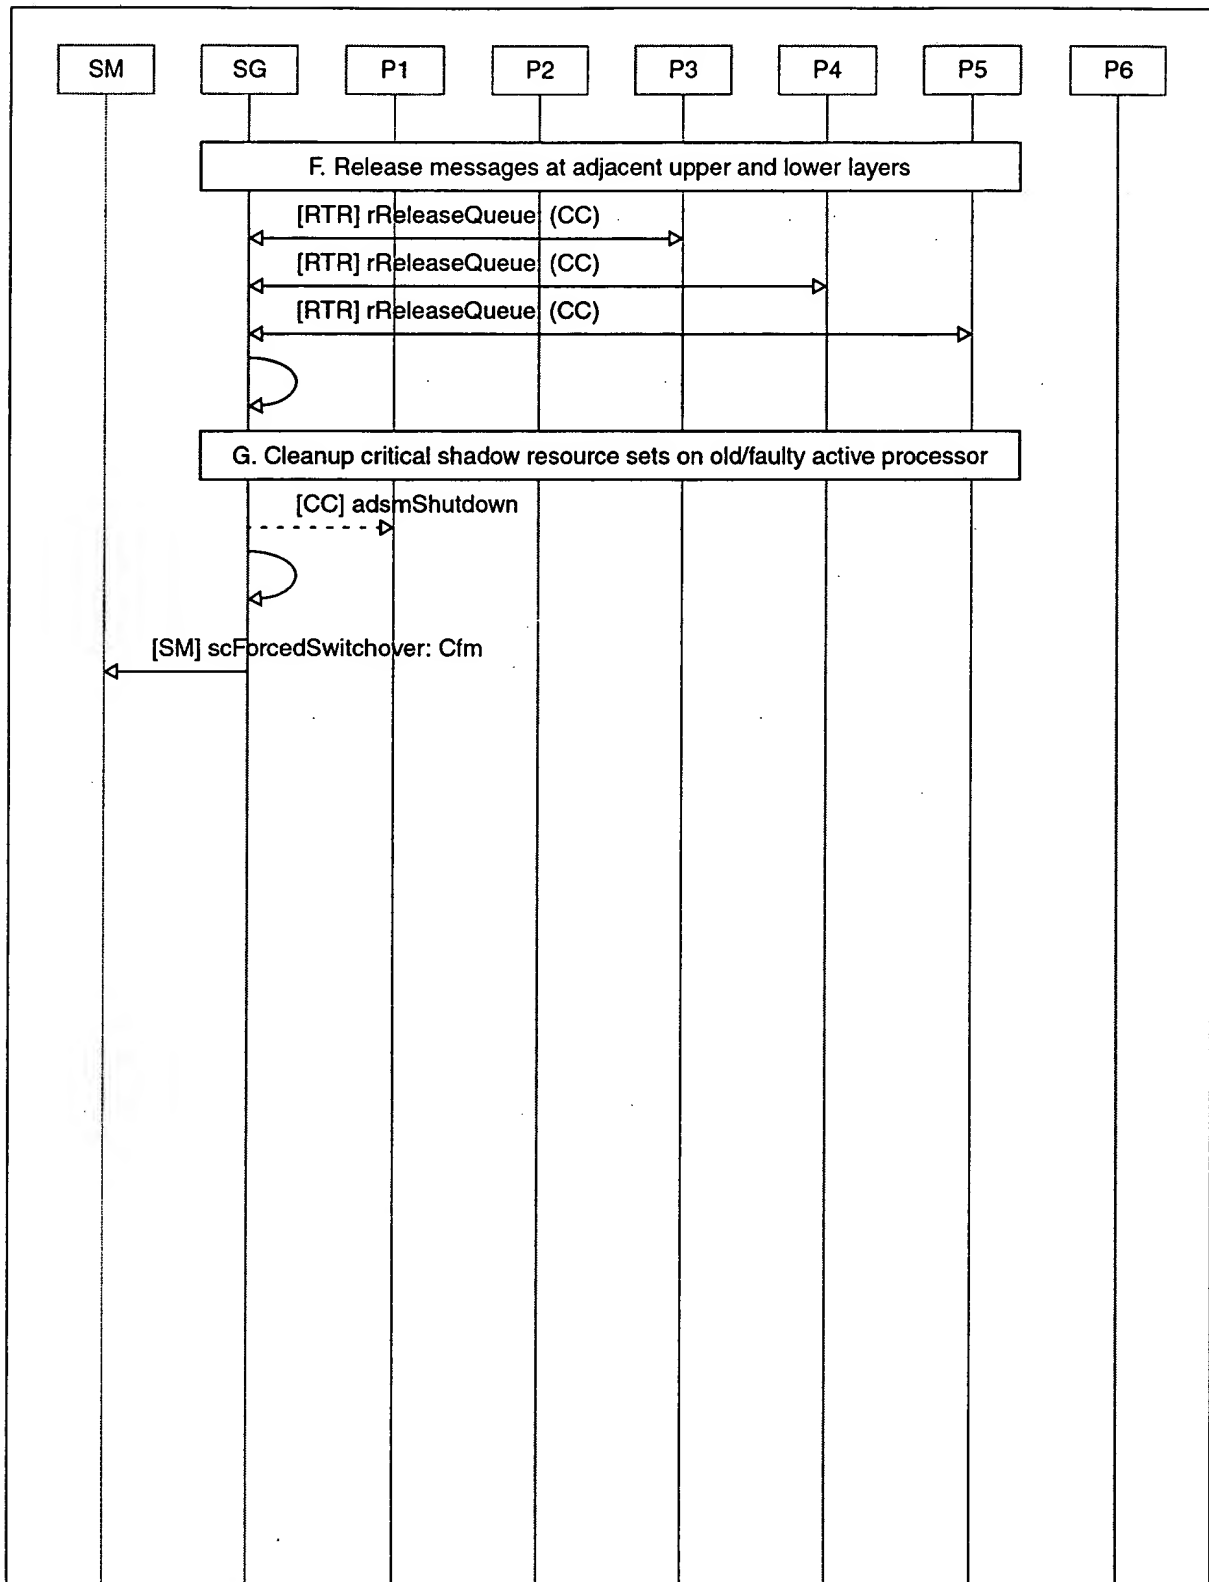 SM SG P1 P2 P3 P4 P5 P6
F. Release messages at adjacent upper and lower layers
[RTR] rReleaseQueue (CC)
[RTR] rReleaseQueue (CC)
[RTR] rReleaseQueue (CC)
G. Cleanup critical shadow resource sets on old/faulty active processor
[CC] adsmShutdown
[SM] scForcedSwitchover: Cfm